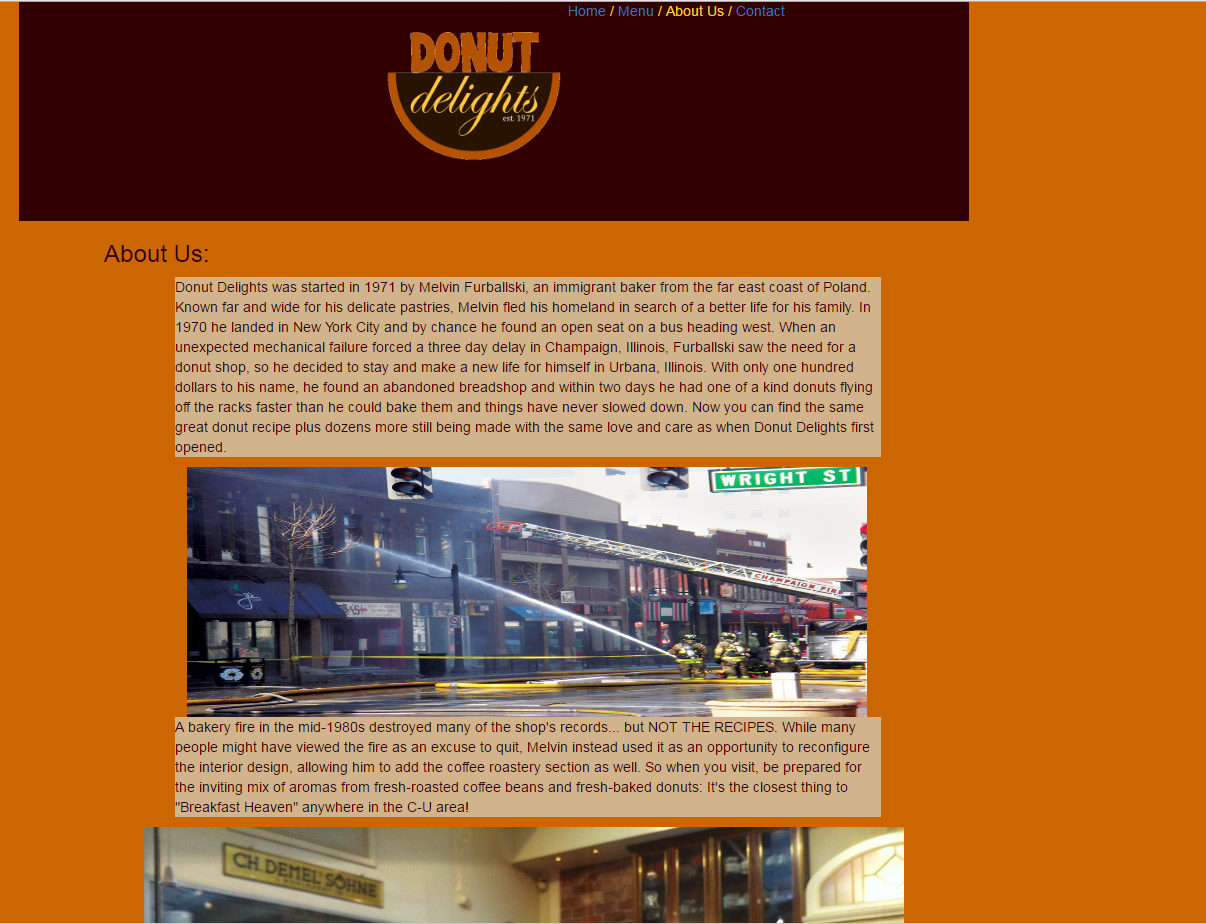 Home / Menu / About Us / Contact
DONUT
delights
est. 1971
About Us:
Donut Delights was started in 1971 by Melvin Furballski, an immigrant baker from the far east coast of Poland.
Known far and wide for his delicate pastries, Melvin fled his homeland in search of a better life for his family. In
1970 he landed in New York City and by chance he found an open seat on a bus heading west. When an
unexpected mechanical failure forced a three day delay in Champaign, Illinois, Furballski saw the need for a
donut shop, so he decided to stay and make a new life for himself in Urbana, Illinois. With only one hundred
dollars to his name, he found an abandoned breadshop and within two days he had one of a kind donuts flying
off the racks faster than he could bake them and things have never slowed down. Now you can find the same
great donut recipe plus dozens more still being made with the same love and care as when Donut Delights first
opened.
WRIGHT ST
CHAMPAIGN FIRE
A bakery fire in the mid-1980s destroyed many of the shop's records... but NOT THE RECIPES. While many
people might have viewed the fire as an excuse to quit, Melvin instead used it as an opportunity to reconfigure
the interior design, allowing him to add the coffee roastery section as well. So when you visit, be prepared for
the inviting mix of aromas from fresh-roasted coffee beans and fresh-baked donuts: It's the closest thing to
"Breakfast Heaven" anywhere in the C-U area!
CH. DEMEL'S SÖHNE